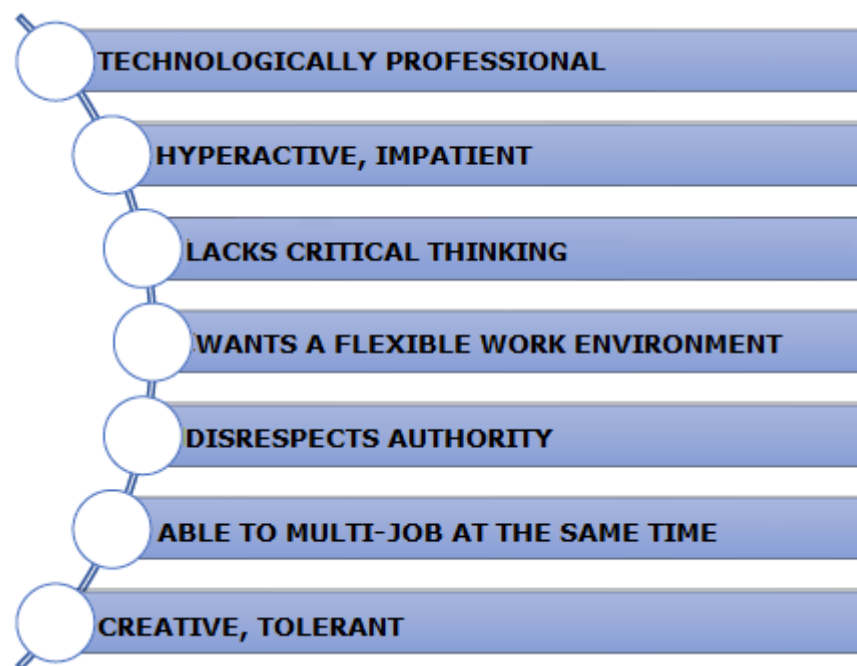 TECHNOLOGICALLY PROFESSIONAL
HYPERACTIVE, IMPATIENT
LACKS CRITICAL THINKING
WANTS A FLEXIBLE WORK ENVIRONMENT
DISRESPECTS AUTHORITY
ABLE TO MULTI-JOB AT THE SAME TIME
CREATIVE, TOLERANT